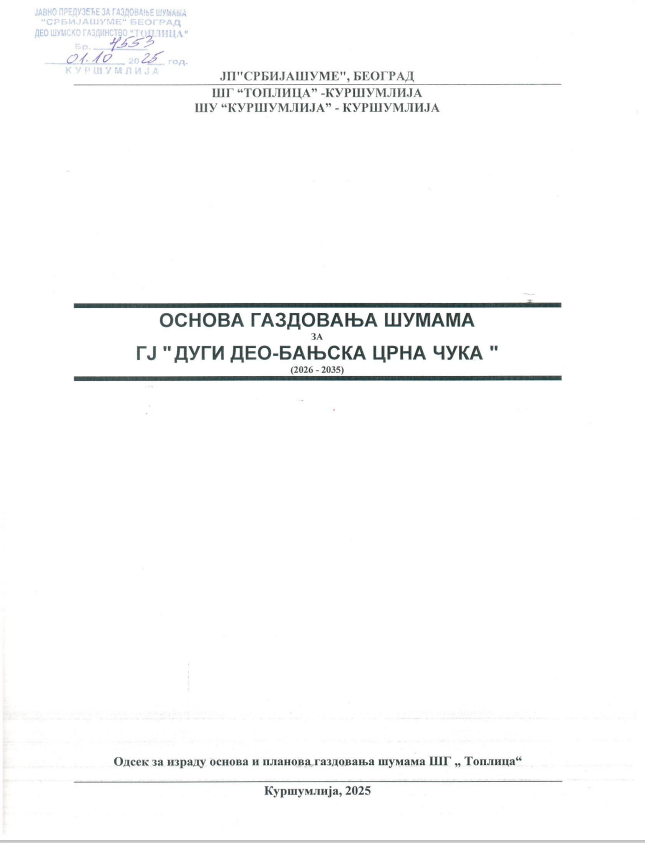 ЈАВНО ПРЕДУЗЕЋЕ ЗА ГАЗДОВАЊЕ ШУМАМА
"СРБИЈАШУМЕ" БЕОГРАД
ДЕО ШУМСКО ГАЗДИНСТВО "ТОПЛИЦА"
Бр. 4553
01.10 2025 год.
КУРШУМЛИЈА
ЈП"СРБИЈАШУМЕ", БЕОГРАД
ШГ “ТОПЛИЦА” -КУРШУМЛИЈА
ШУ “КУРШУМЛИЈА” - КУРШУМЛИЈА
ОСНОВА ГАЗДОВАЊА ШУМАМА
ЗА
ГЈ "ДУГИ ДЕО-БАЊСКА ЦРНА ЧУКА "
(2026 - 2035)
Одсек за израду основа и планова газдовања шумама ШГ „ Топлица“
Куршумлија, 2025